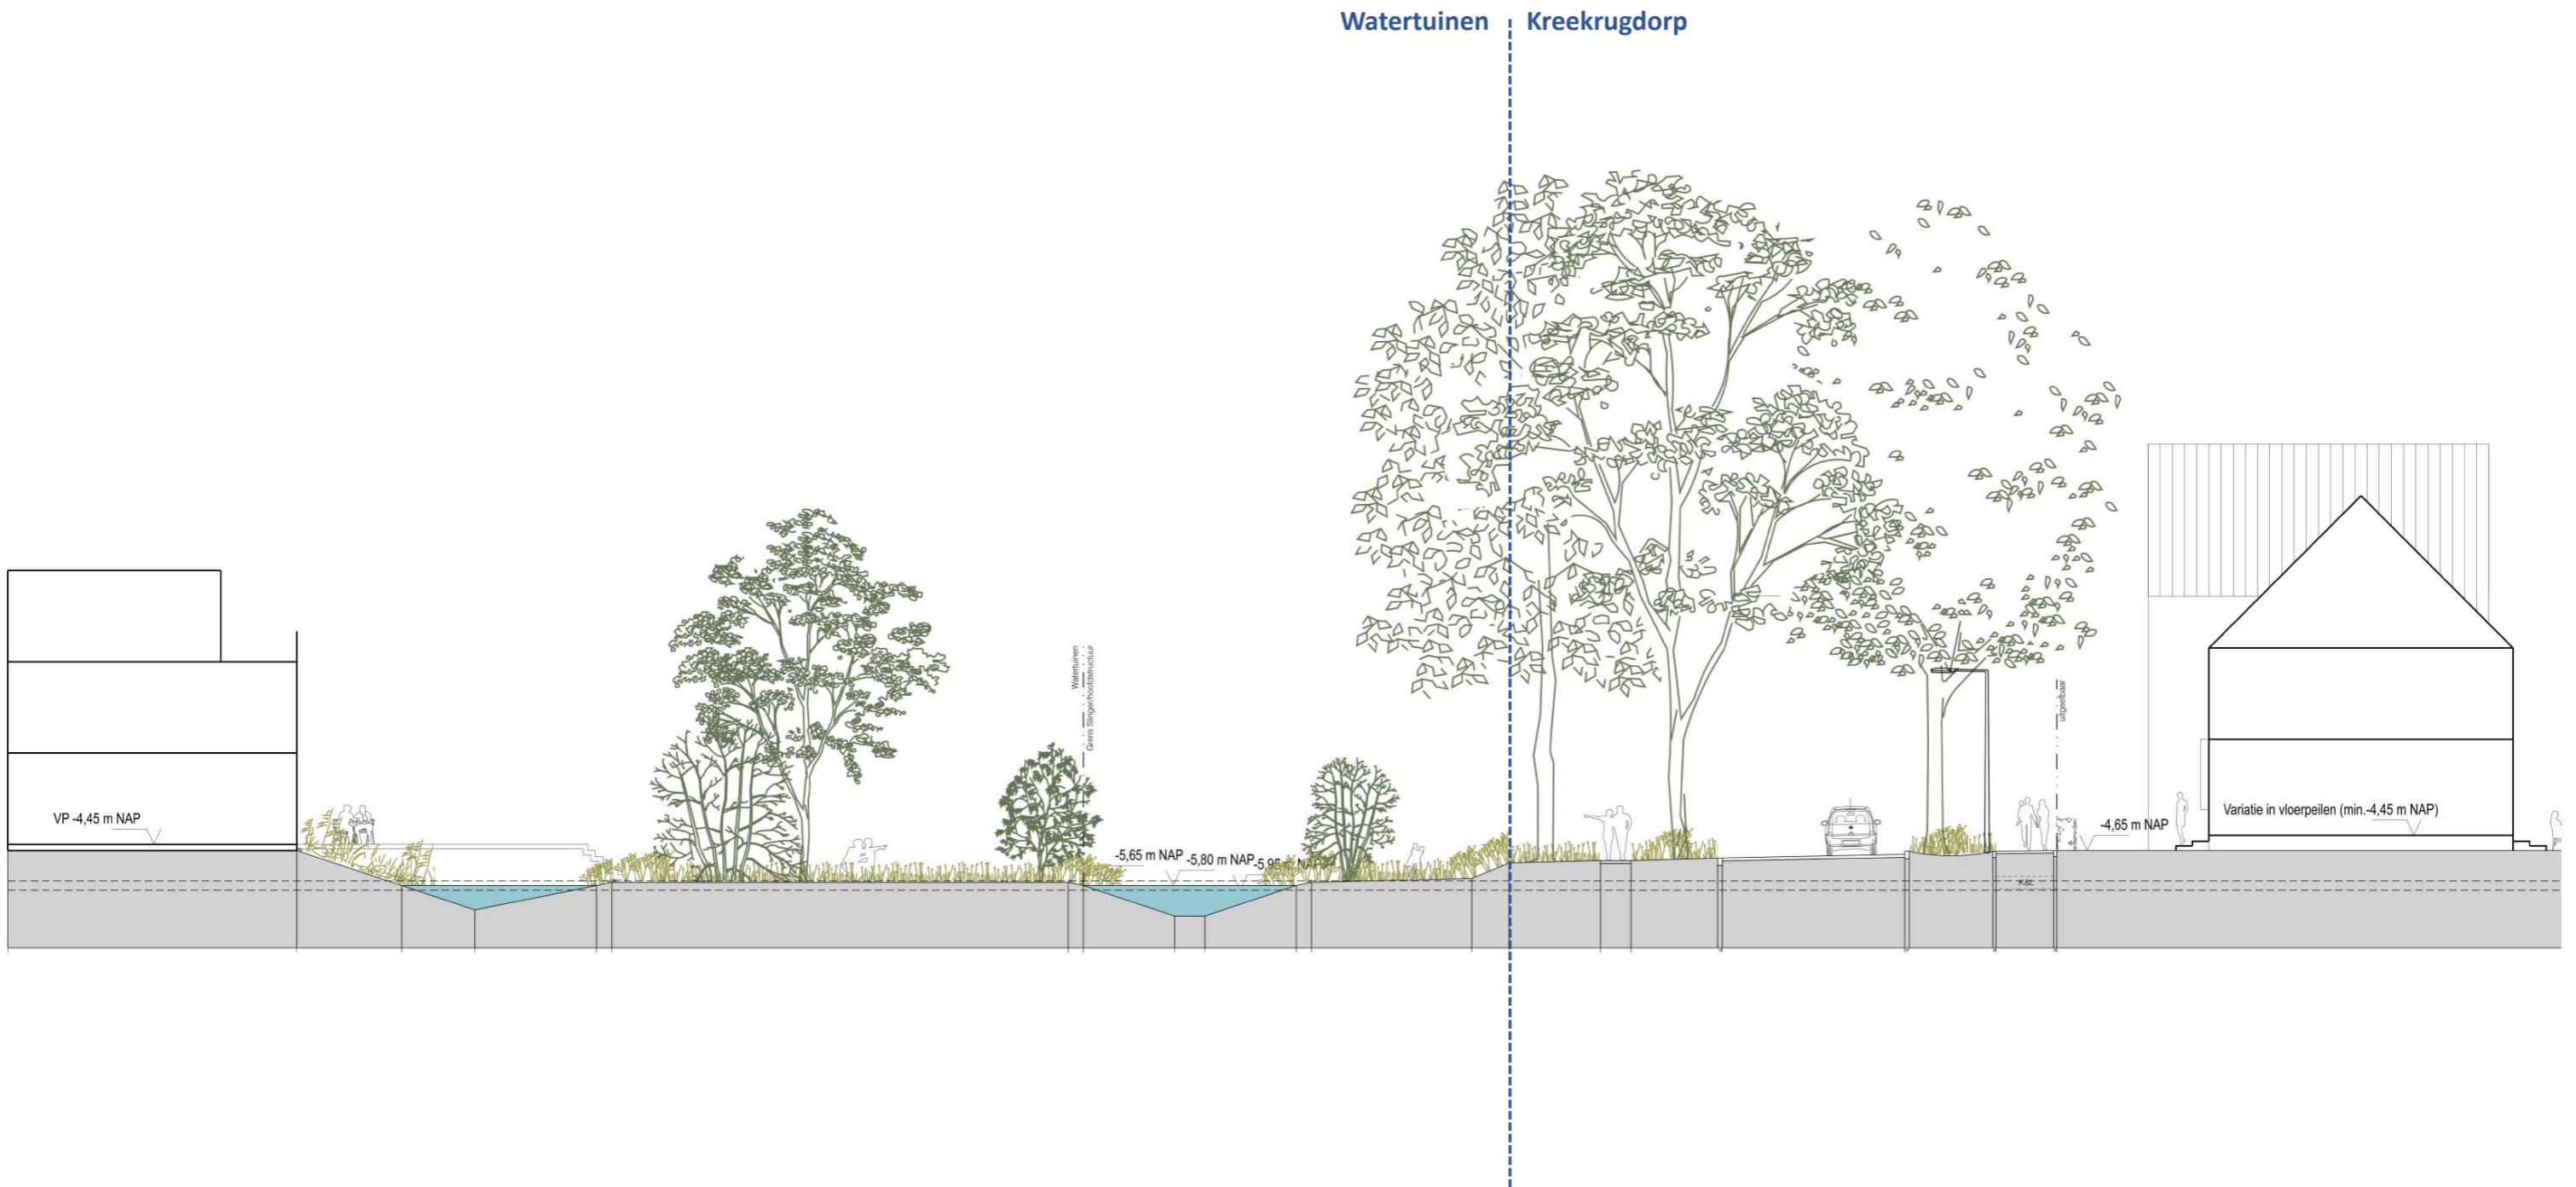 Watertuinen
Kreekrugdorp
Watertuinen
Grens Slinger/hoofdstructuur
uitgeefbaar
VP -4,45 m NAP
Variatie in vloerpeilen (min.-4,45 m NAP)
-4,65 m NAP
-5,65 m NAP
-5,80 m NAP
K&L